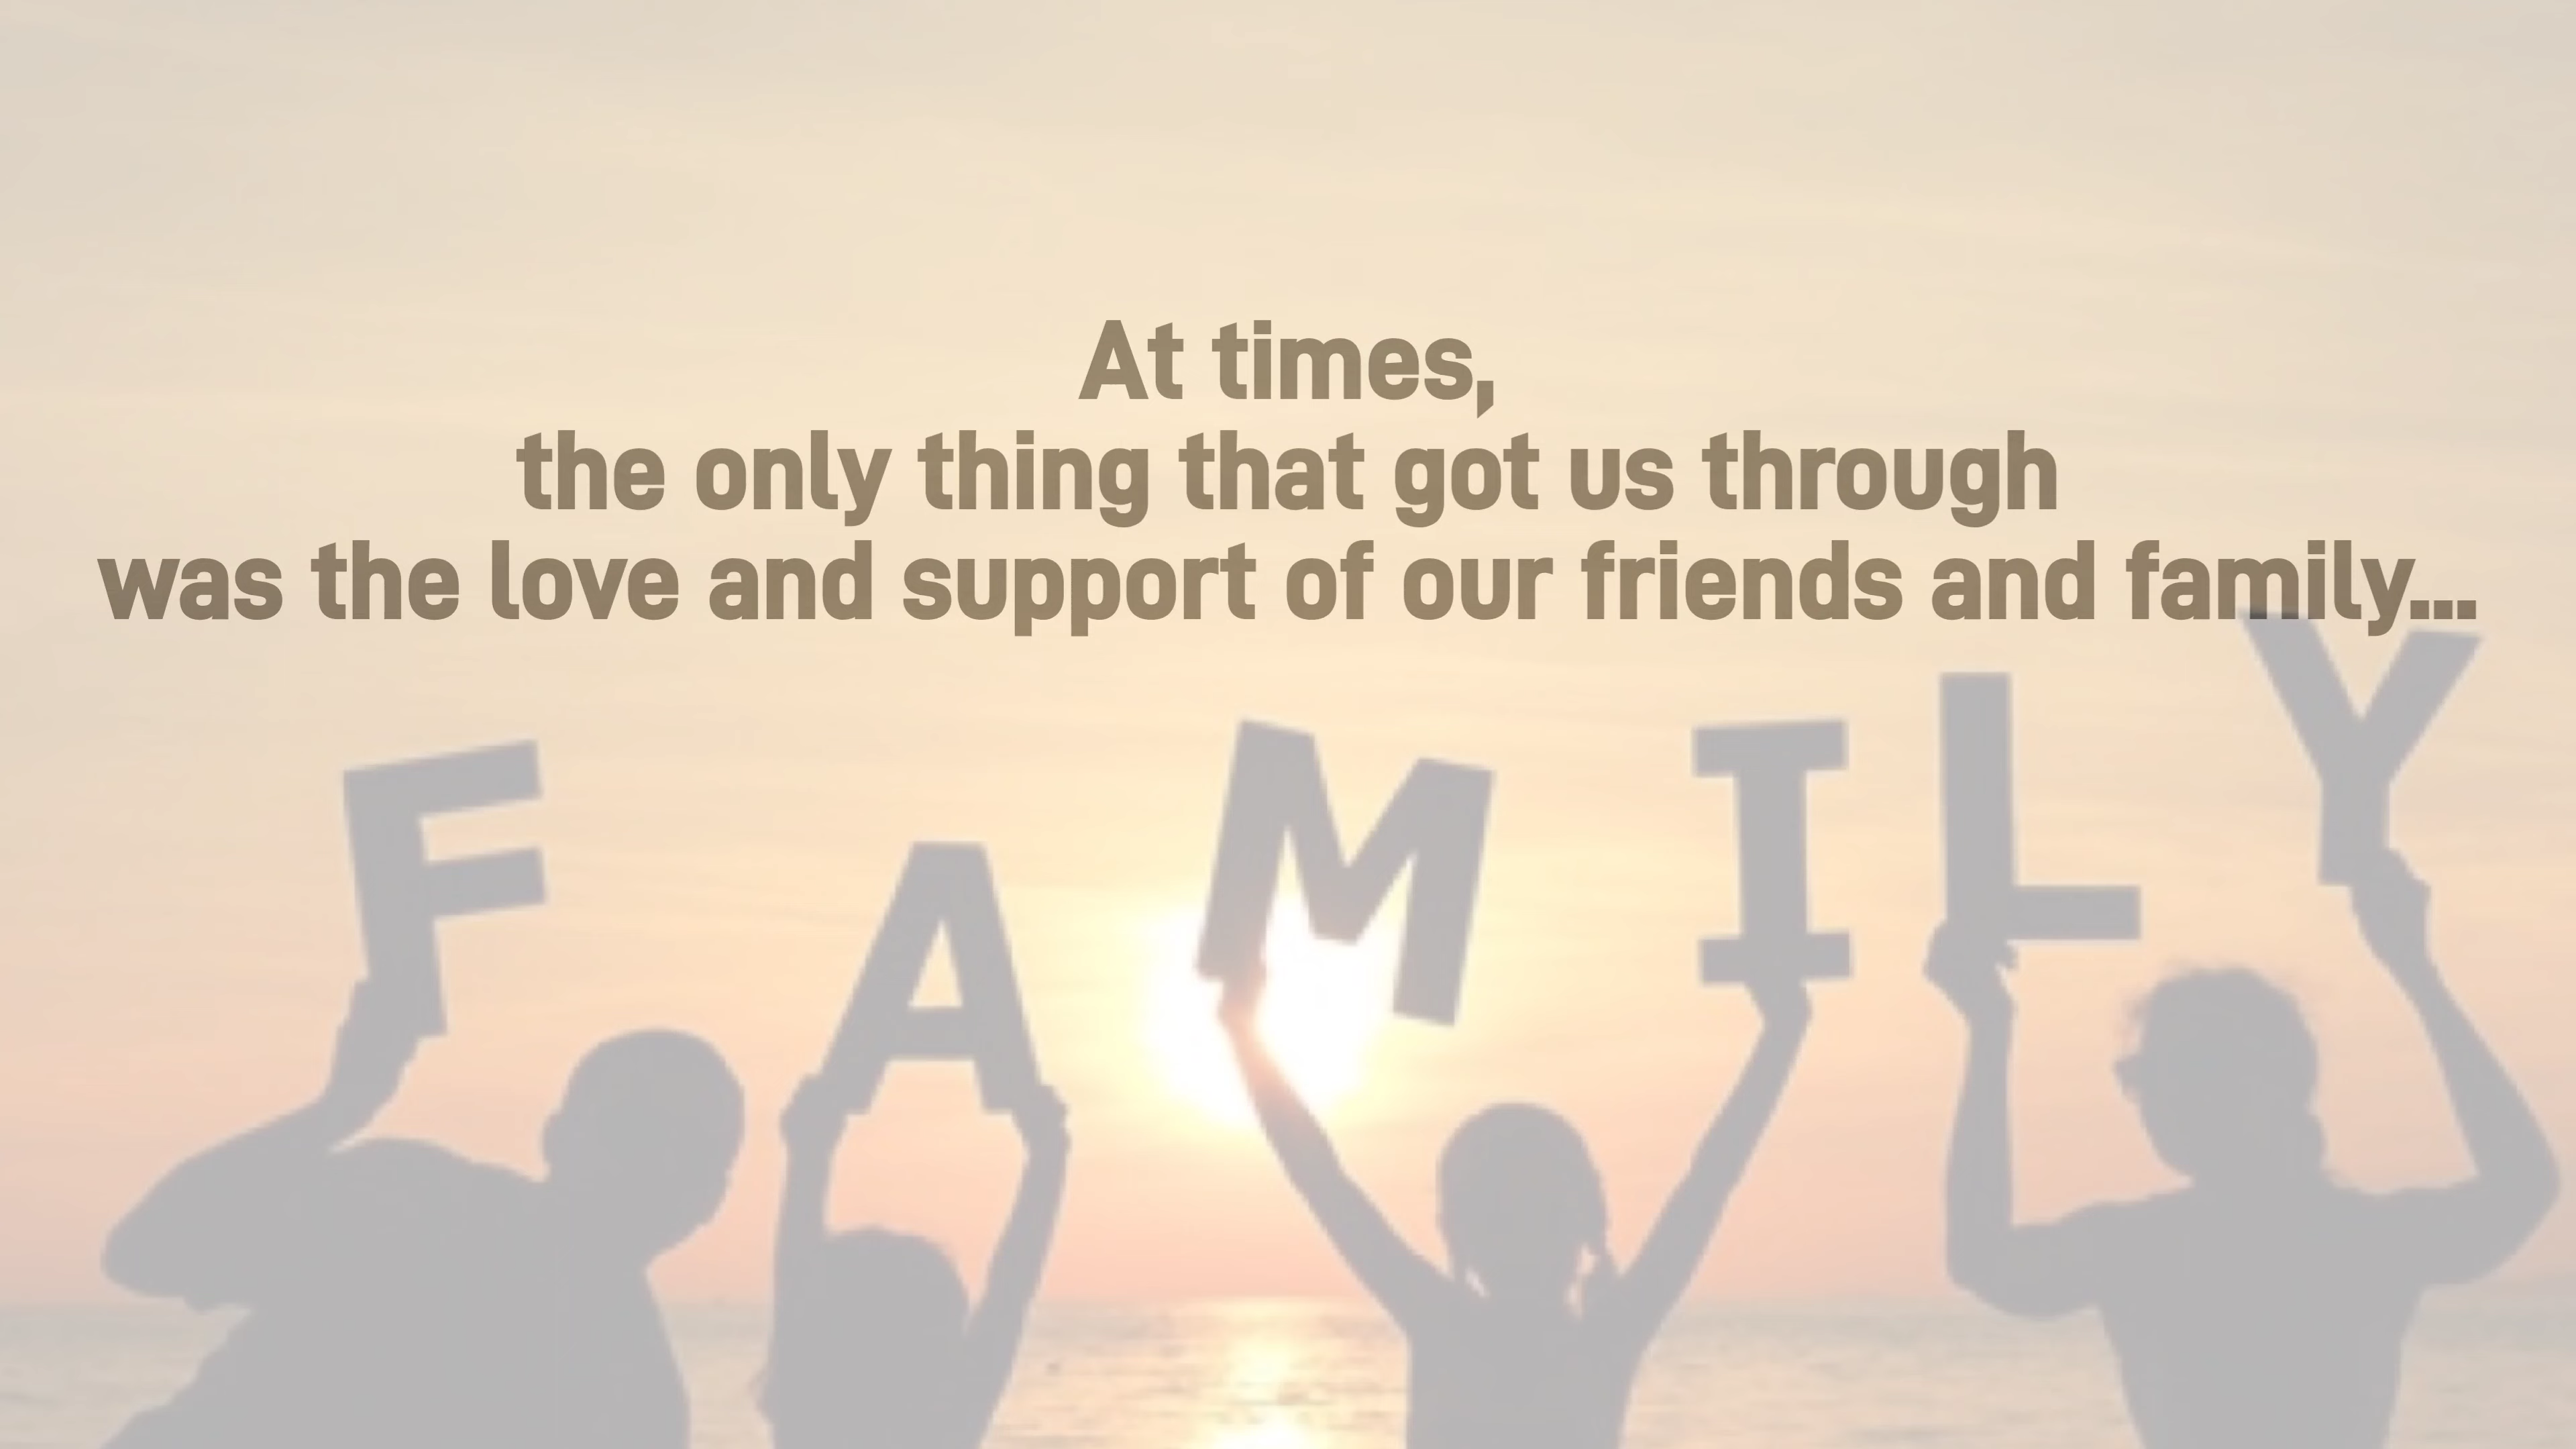 At times,
the only thing that got us through
was the love and support of our friends and family...
FAMILY